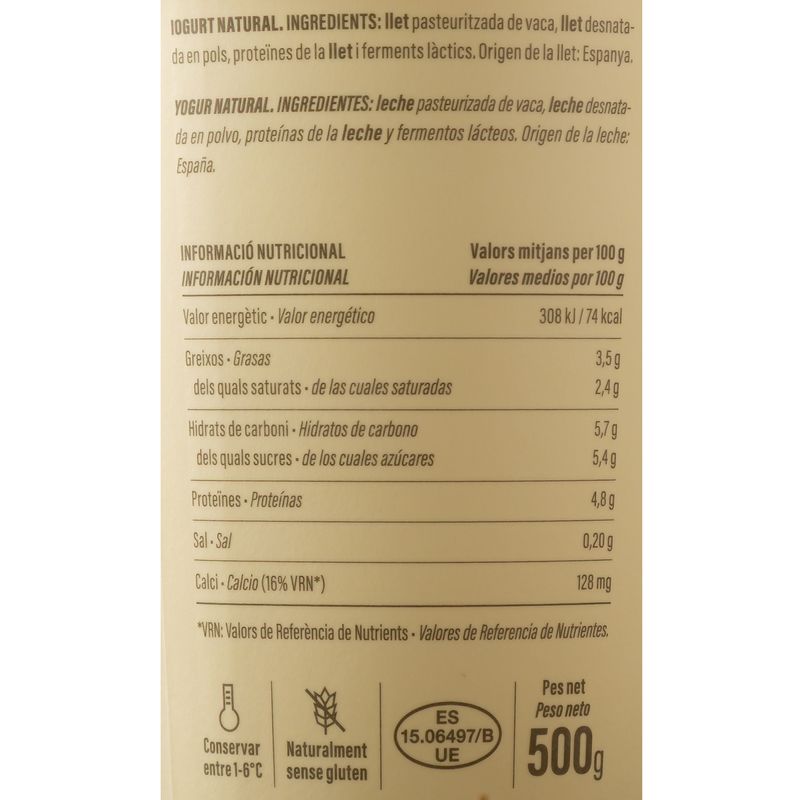 IOGURT NATURAL. INGREDIENTS: llet pasteuritzada de vaca, llet desnata-
da en pols, proteïnes de la llet i ferments làctics. Origen de la llet: Espanya.
YOGUR NATURAL. INGREDIENTES: leche pasteurizada de vaca, leche desnata-
da en polvo, proteínas de la leche y fermentos lácteos. Origen de la leche:
España.
INFORMACIÓ NUTRICIONAL Valors mitjans per 100 g
INFORMACIÓN NUTRICIONAL Valores medios por 100 g
Valor energètic · Valor energético 308 kJ / 74 kcal
Greixos · Grasas 3,5 g
dels quals saturats · de las cuales saturadas 2,4 g
Hidrats de carboni · Hidratos de carbono 5,7 g
dels quals sucres · de los cuales azúcares 5,4 g
Proteïnes · Proteínas 4,8 g
Sal · Sal 0,20 g
Calci · Calcio (16% VRN*) 128 mg
*VRN: Valors de Referència de Nutrients · Valores de Referencia de Nutrientes.
Conservar
entre 1-6°C
Naturalment
sense gluten
ES
15.06497/B
UE
Pes net
Peso neto
500g